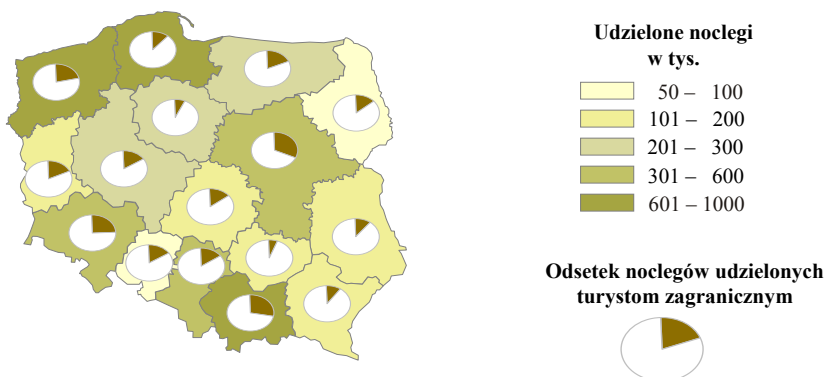 Udzielone noclegi
w tys.
50 – 100
101 – 200
201 – 300
301 – 600
601 – 1000
Odsetek noclegów udzielonych
turystom zagranicznym